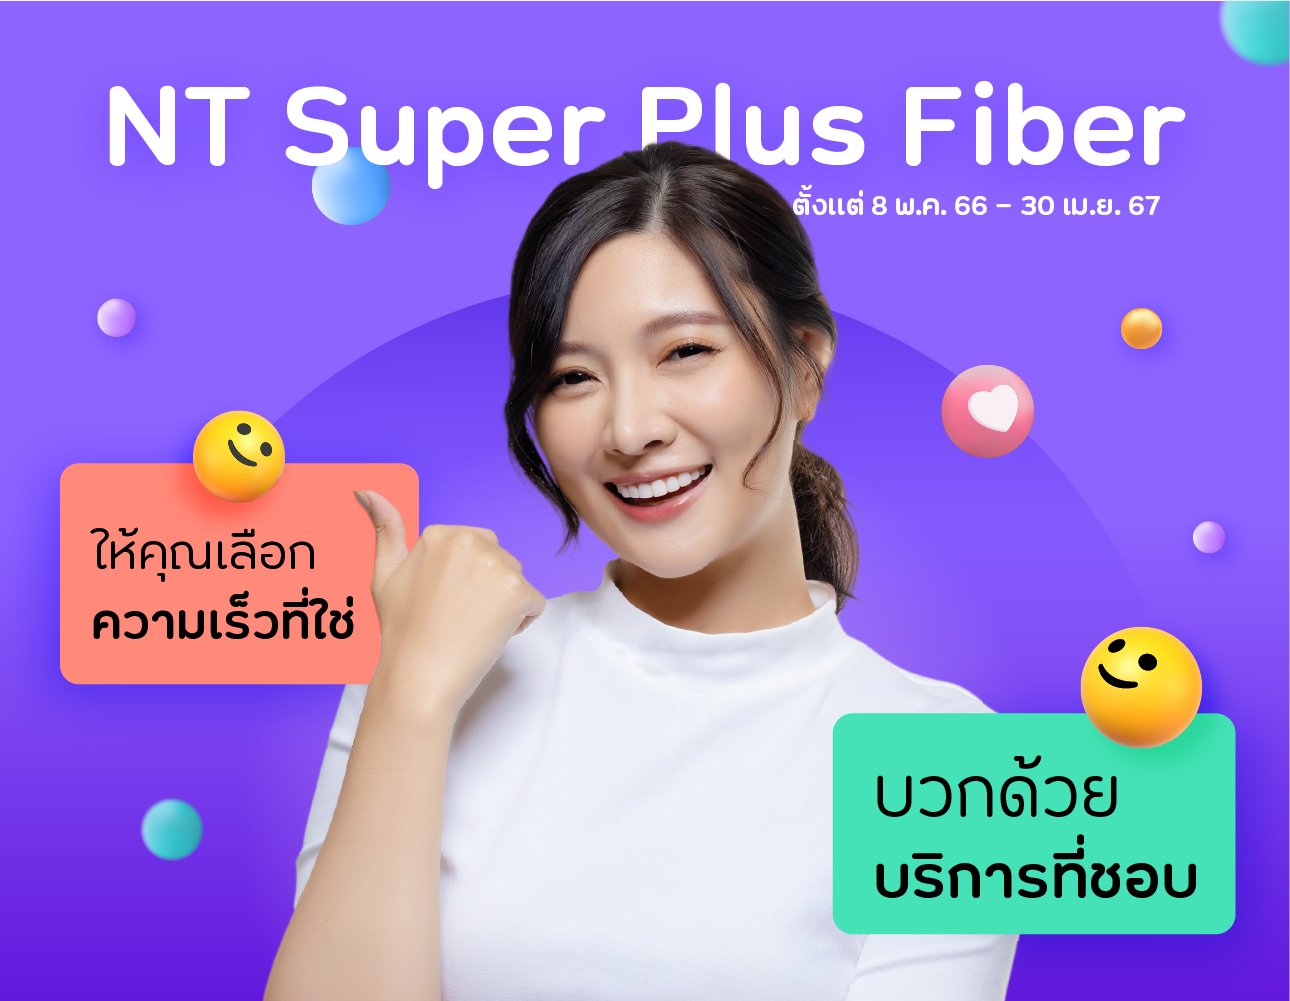 NT Super Plus Fiber
ตั้งแต่ 8 พ.ค. 66 – 30 เม.ย. 67
ให้คุณเลือก
ความเร็วที่ใช่
บวกด้วย
บริการที่ชอบ